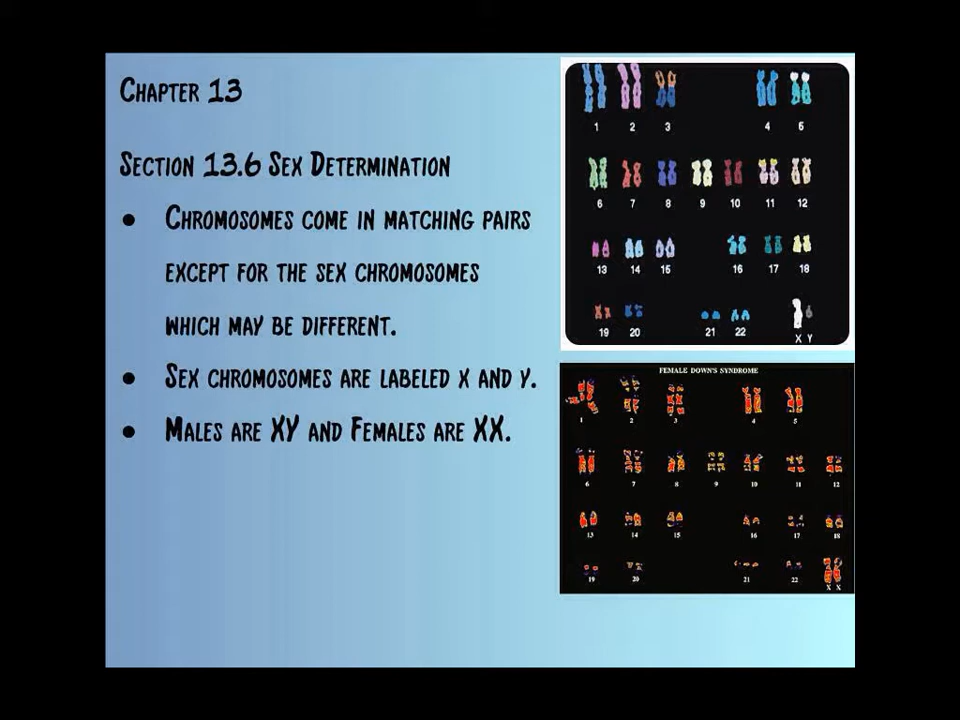 Chapter 13
Section 13.6 Sex Determination
● Chromosomes come in matching pairs
except for the sex chromosomes
which may be different.
● Sex chromosomes are labeled x and y.
● Males are XY and Females are XX.
1 2 3 4 5
6 7 8 9 10 11 12
13 14 15 16 17 18
19 20 21 22 X Y
FEMALE DOWN'S SYNDROME
1 2 3 4 5
6 7 8 9 10 11 12
13 14 15 16 17 18
19 20 21 22 X X